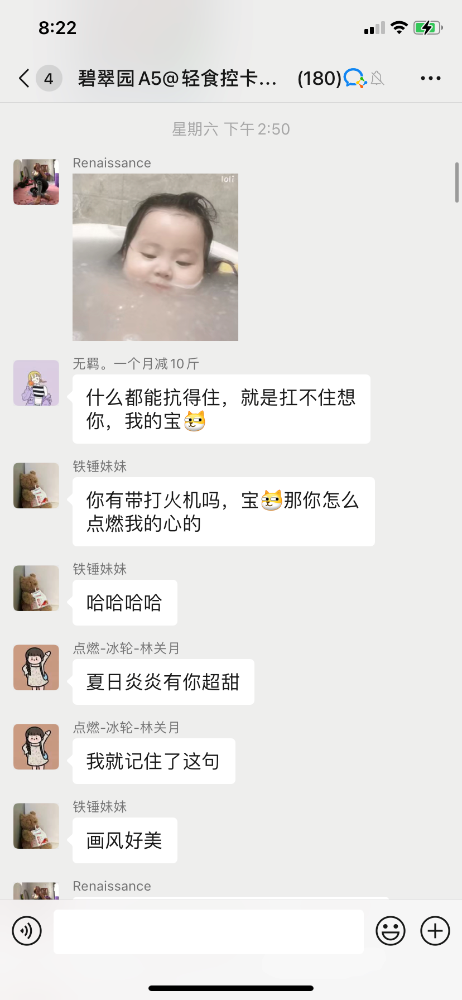 8:22
4 碧翠园A5@轻食控卡... (180)
星期六 下午2:50
Renaissance
loli
无羁。一个月减10斤
什么都能抗得住，就是扛不住想
你，我的宝
铁锤妹妹
你有带打火机吗，宝那你怎么
点燃我的心的
铁锤妹妹
哈哈哈哈
点燃-冰轮-林关月
夏日炎炎有你超甜
点燃-冰轮-林关月
我就记住了这句
铁锤妹妹
画风好美
Renaissance